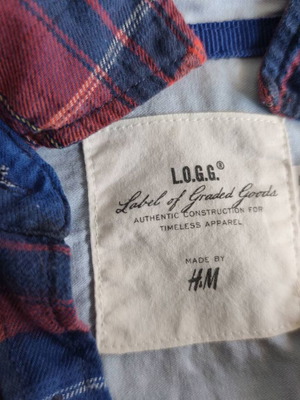 L.O.G.G.®
Label of Graded Goods
AUTHENTIC CONSTRUCTION FOR
TIMELESS APPAREL
MADE BY
H&M